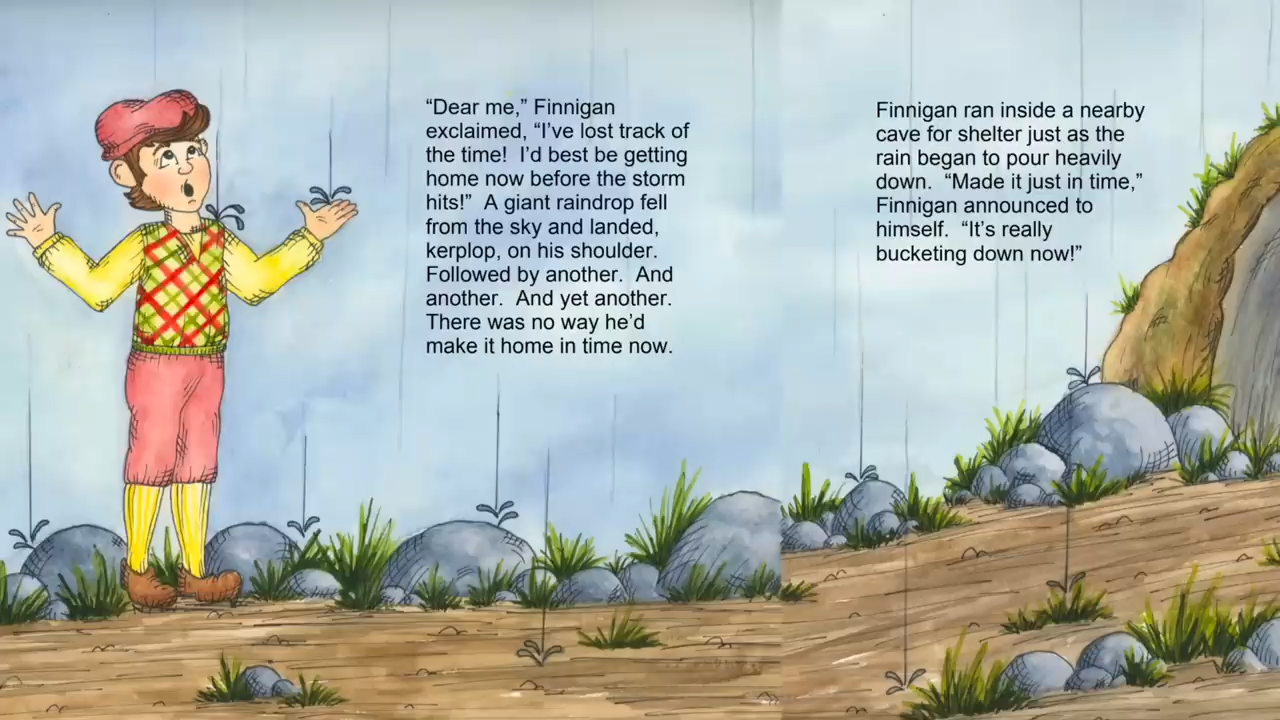 “Dear me,” Finnigan
exclaimed, “I’ve lost track of
the time!  I’d best be getting
home now before the storm
hits!”  A giant raindrop fell
from the sky and landed,
kerplop, on his shoulder.
Followed by another.  And
another.  And yet another.
There was no way he’d
make it home in time now.
Finnigan ran inside a nearby
cave for shelter just as the
rain began to pour heavily
down.  “Made it just in time,”
Finnigan announced to
himself.  “It’s really
bucketing down now!”